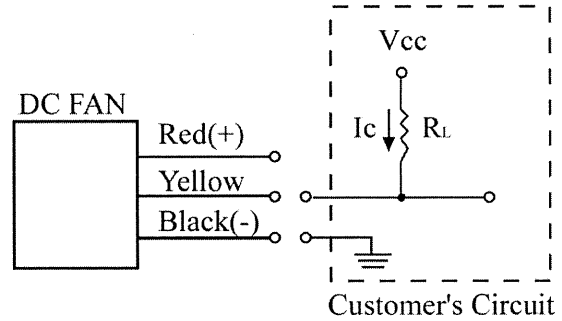 Vcc
DC FAN
Red(+)
Ic
RL
Yellow
Black(-)
Customer's Circuit